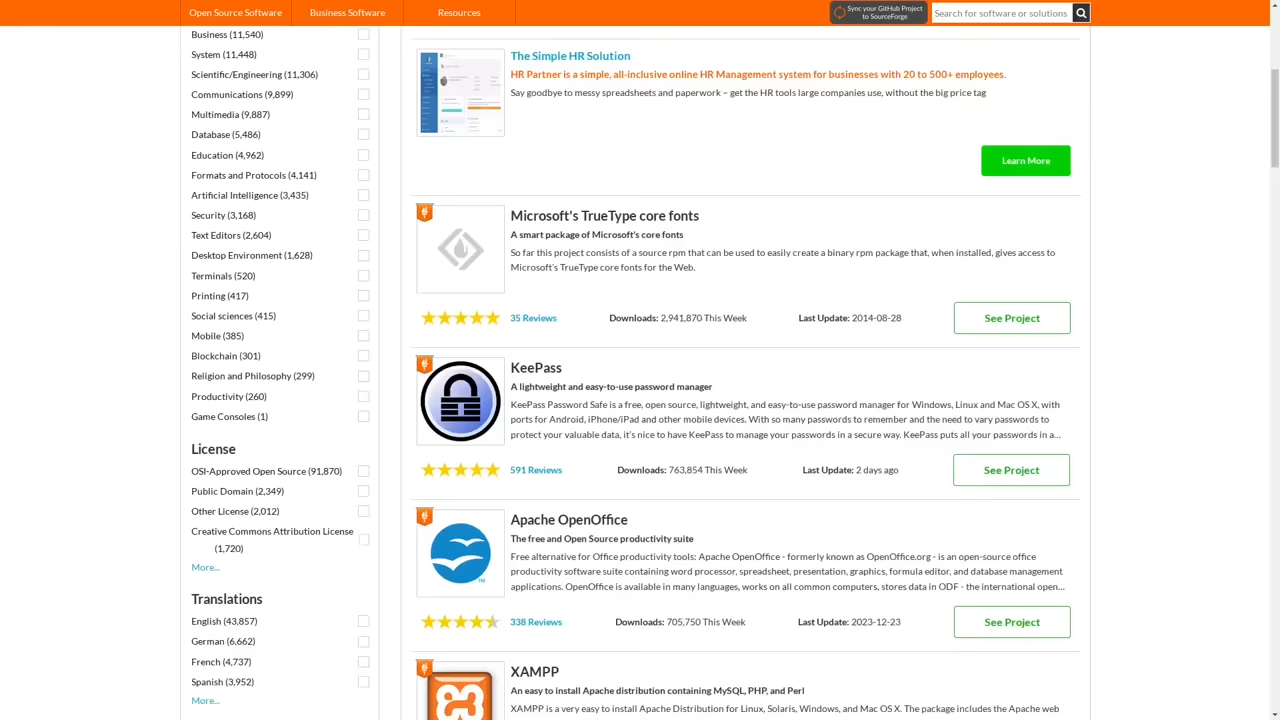 Open Source Software
Business Software
Resources
Sync your GitHub Project
to SourceForge
Search for software or solutions
Business (11,540)
System (11,448)
Scientific/Engineering (11,306)
Communications (9,899)
Multimedia (9,887)
Database (5,486)
Education (4,962)
Formats and Protocols (4,141)
Artificial Intelligence (3,435)
Security (3,168)
Text Editors (2,604)
Desktop Environment (1,628)
Terminals (520)
Printing (417)
Social sciences (415)
Mobile (385)
Blockchain (301)
Religion and Philosophy (299)
Productivity (260)
Game Consoles (1)
License
OSI-Approved Open Source (91,870)
Public Domain (2,349)
Other License (2,012)
Creative Commons Attribution License
(1,720)
More...
Translations
English (43,857)
German (6,662)
French (4,737)
Spanish (3,952)
More...
The Simple HR Solution
HR Partner is a simple, all-inclusive online HR Management system for businesses with 20 to 500+ employees.
Say goodbye to messy spreadsheets and paperwork – get the HR tools large companies use, without the big price tag
Learn More
Microsoft's TrueType core fonts
A smart package of Microsoft's core fonts
So far this project consists of a source rpm that can be used to easily create a binary rpm package that, when installed, gives access to
Microsoft's TrueType core fonts for the Web.
35 Reviews
Downloads: 2,941,870 This Week
Last Update: 2014-08-28
See Project
KeePass
A lightweight and easy-to-use password manager
KeePass Password Safe is a free, open source, lightweight, and easy-to-use password manager for Windows, Linux and Mac OS X, with
ports for Android, iPhone/iPad and other mobile devices. With so many passwords to remember and the need to vary passwords to
protect your valuable data, it's nice to have KeePass to manage your passwords in a secure way. KeePass puts all your passwords in a...
591 Reviews
Downloads: 763,854 This Week
Last Update: 2 days ago
See Project
Apache OpenOffice
The free and Open Source productivity suite
Free alternative for Office productivity tools: Apache OpenOffice - formerly known as OpenOffice.org - is an open-source office
productivity software suite containing word processor, spreadsheet, presentation, graphics, formula editor, and database management
applications. OpenOffice is available in many languages, works on all common computers, stores data in ODF - the international open...
338 Reviews
Downloads: 705,750 This Week
Last Update: 2023-12-23
See Project
XAMPP
An easy to install Apache distribution containing MySQL, PHP, and Perl
XAMPP is a very easy to install Apache Distribution for Linux, Solaris, Windows, and Mac OS X. The package includes the Apache web